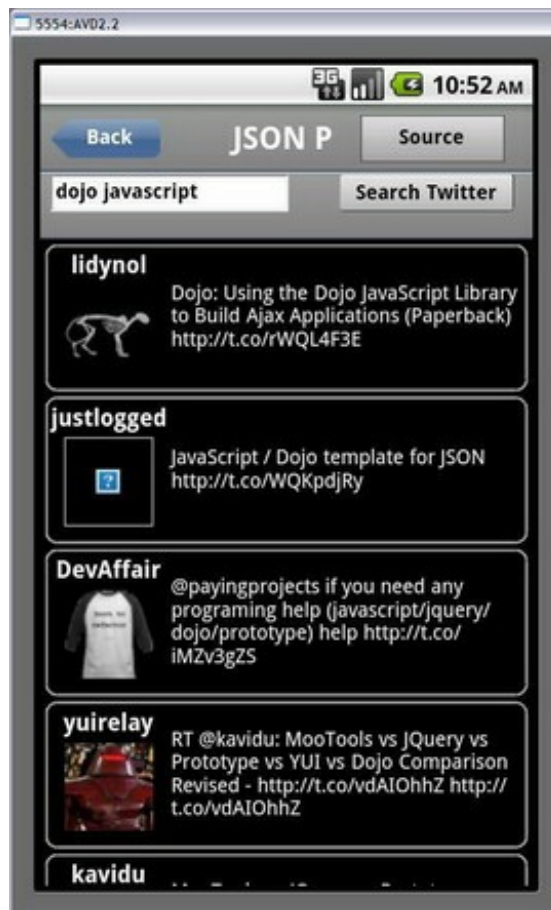 5554:AVD2.2
3G 10:52 AM
Back JSON P Source
dojo javascript Search Twitter
lidynol
Dojo: Using the Dojo JavaScript Library
to Build Ajax Applications (Paperback)
http://t.co/rWQL4F3E
justlogged
JavaScript / Dojo template for JSON
http://t.co/WQKpdjRy
DevAffair
@payingprojects if you need any
programing help (javascript/jquery/
dojo/prototype) help http://t.co/
iMZv3gZS
yuirelay
RT @kavidu: MooTools vs JQuery vs
Prototype vs YUI vs Dojo Comparison
Revised - http://t.co/vdAIOhhZ http://
t.co/vdAIOhhZ
kavidu